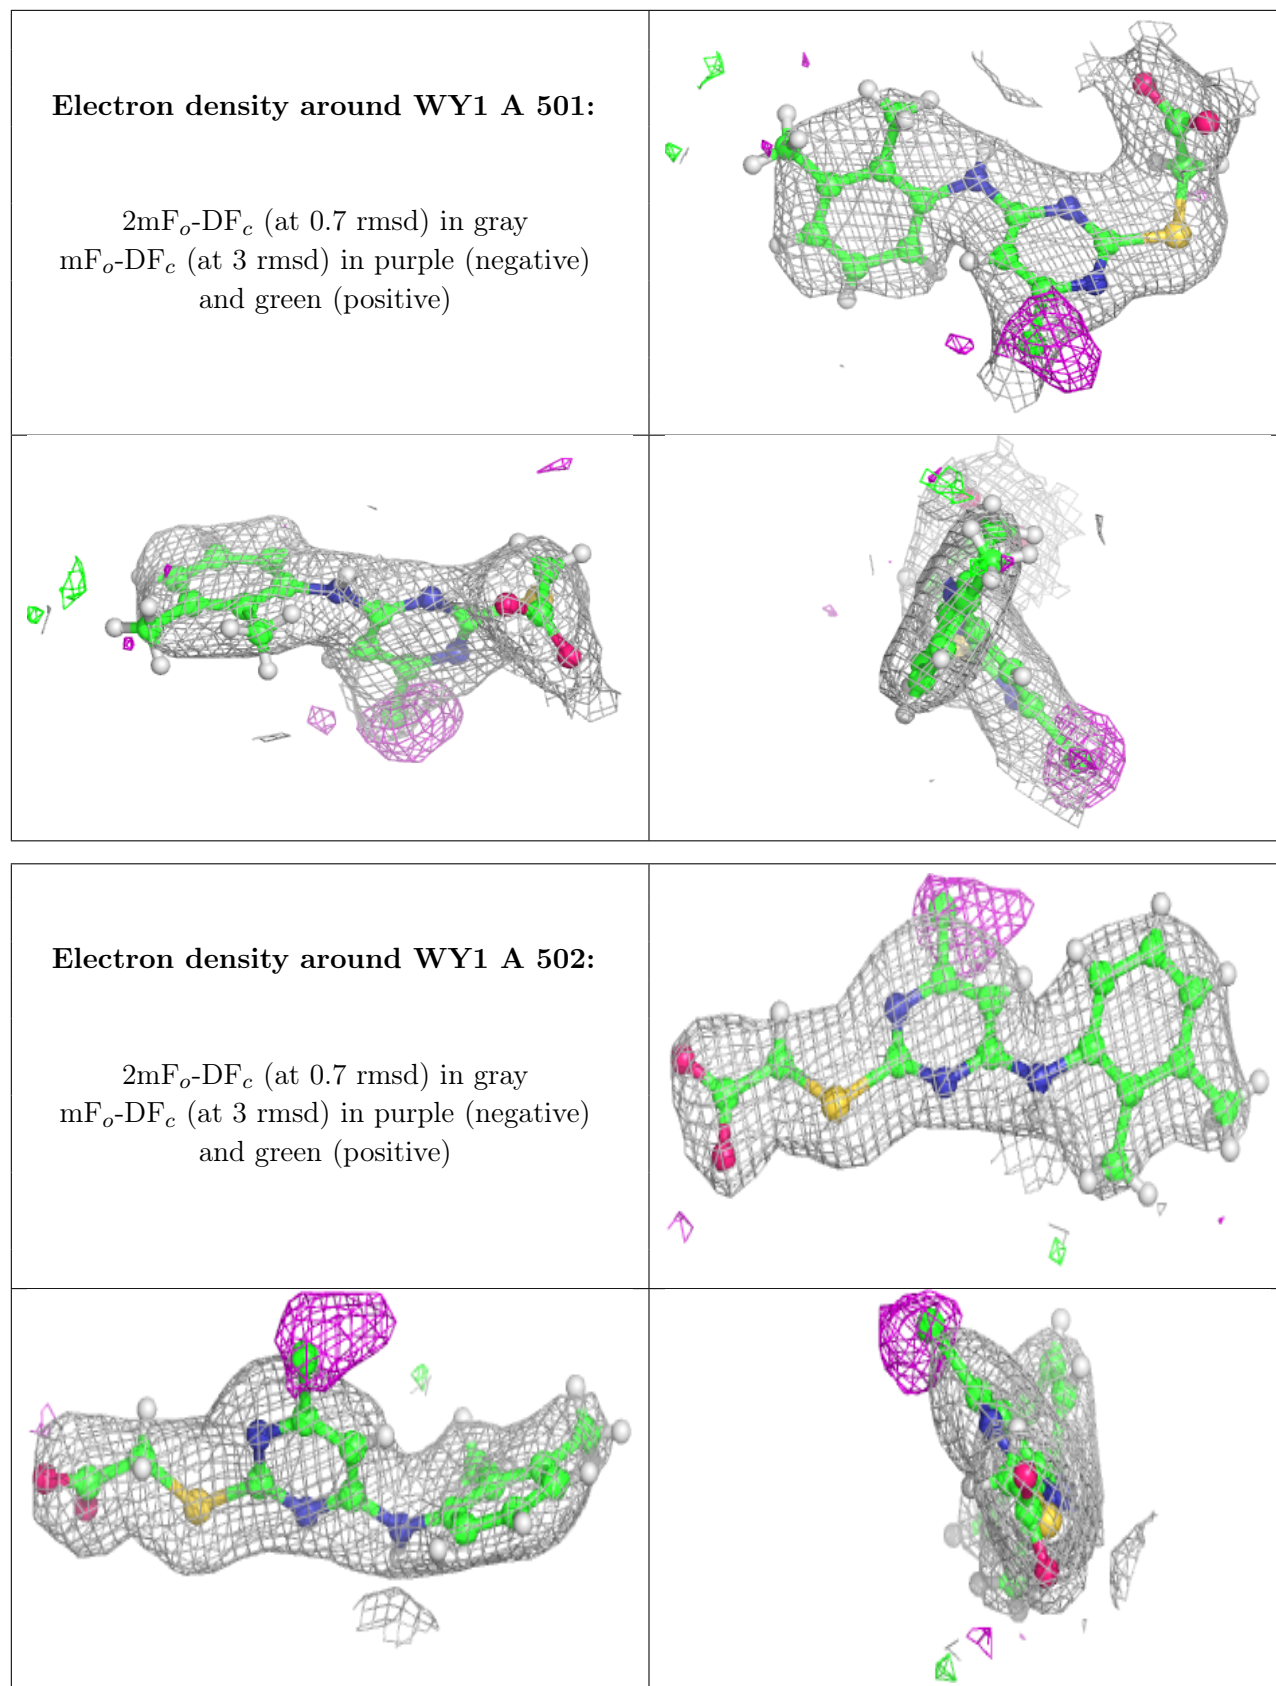 Electron density around WY1 A 501:
2mFₒ-DF𝒸 (at 0.7 rmsd) in gray
mFₒ-DF𝒸 (at 3 rmsd) in purple (negative)
and green (positive)
Electron density around WY1 A 502:
2mFₒ-DF𝒸 (at 0.7 rmsd) in gray
mFₒ-DF𝒸 (at 3 rmsd) in purple (negative)
and green (positive)